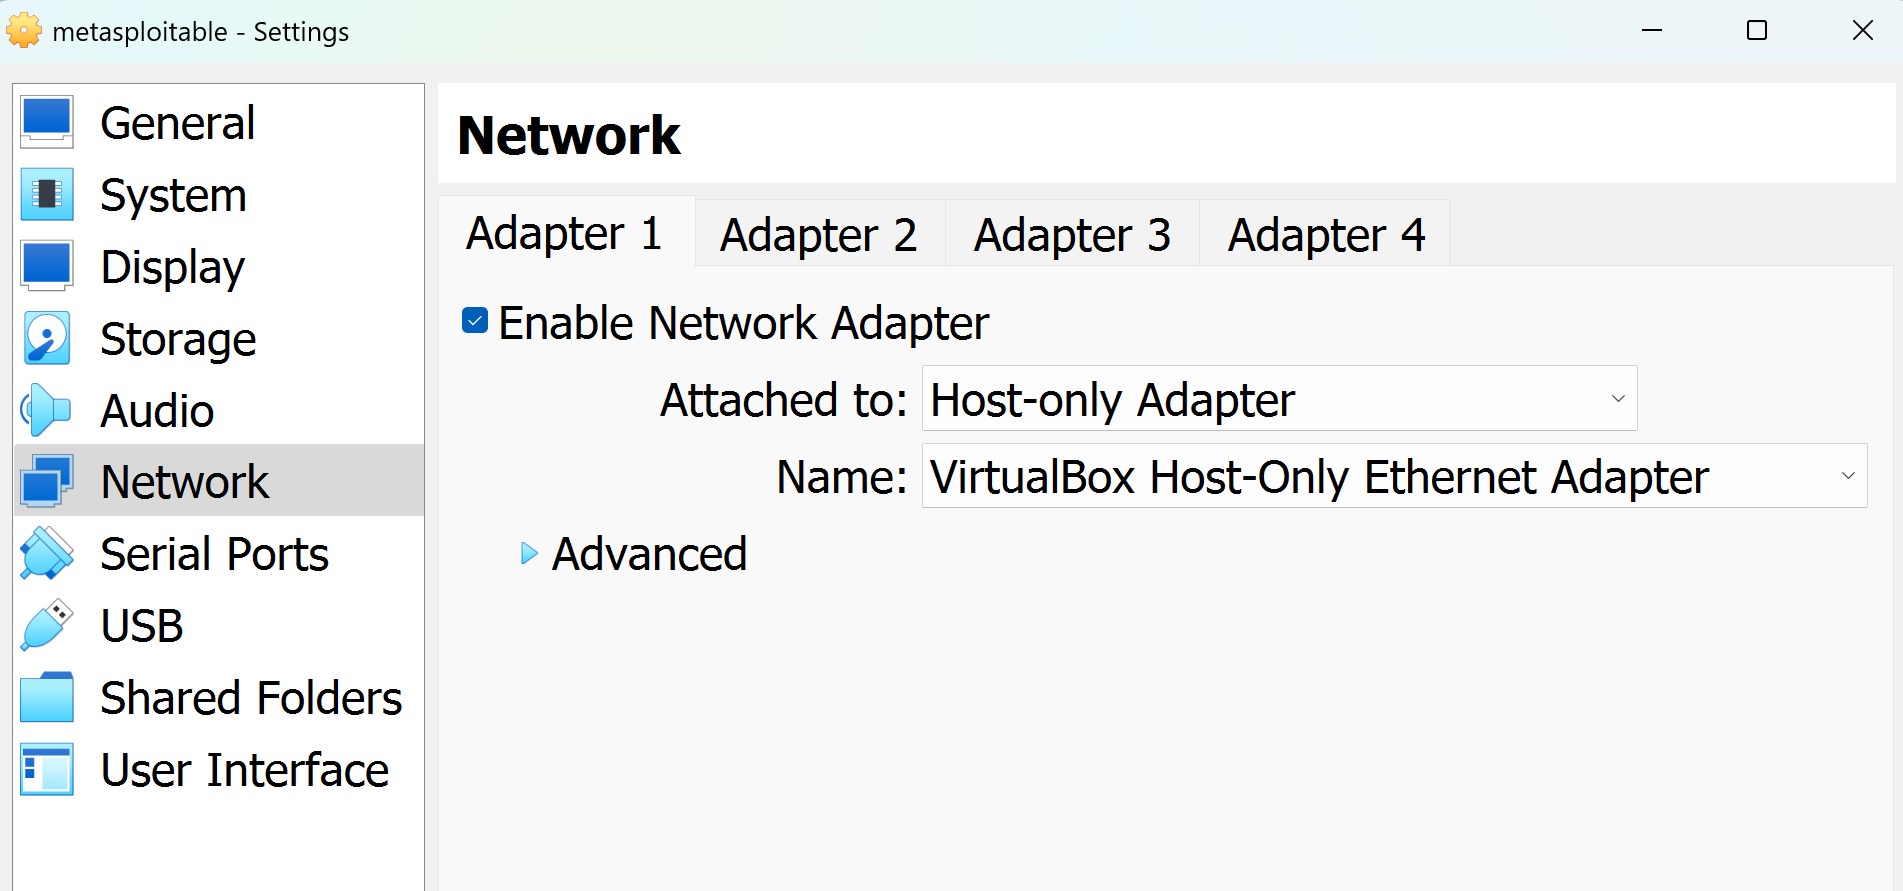 metasploitable - Settings
General
System
Display
Storage
Audio
Network
Serial Ports
USB
Shared Folders
User Interface
Network
Adapter 1
Adapter 2
Adapter 3
Adapter 4
Enable Network Adapter
Attached to: Host-only Adapter
Name: VirtualBox Host-Only Ethernet Adapter
Advanced